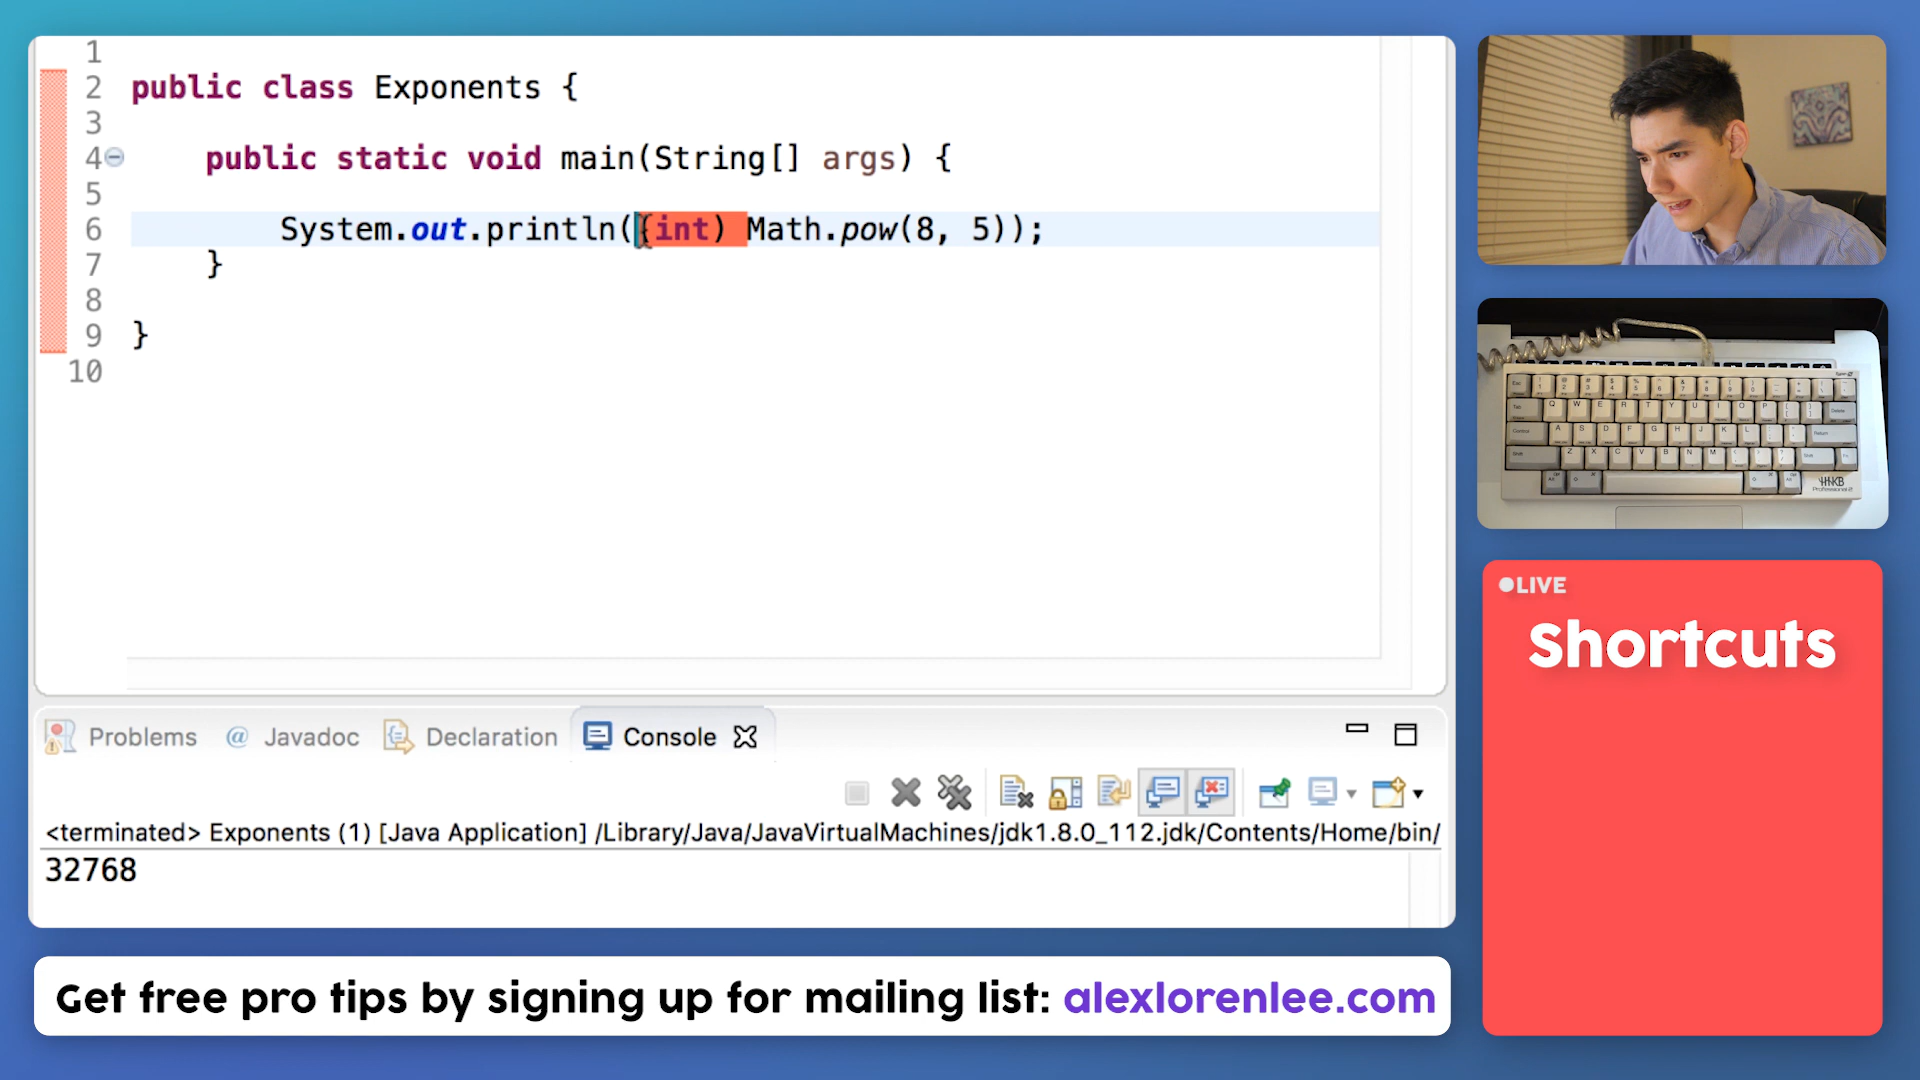 1
2 public class Exponents {
3
4 public static void main(String[] args) {
5
6 System.out.println((int) Math.pow(8, 5));
7 }
8
9 }
10
Problems @ Javadoc Declaration Console
<terminated> Exponents (1) [Java Application] /Library/Java/JavaVirtualMachines/jdk1.8.0_112.jdk/Contents/Home/bin/
32768
Get free pro tips by signing up for mailing list: alexlorenlee.com
Q W E R T Y U I O P
A S D F G H J K L
Z X C V B N M
HHKB
Professional 2
LIVE
Shortcuts